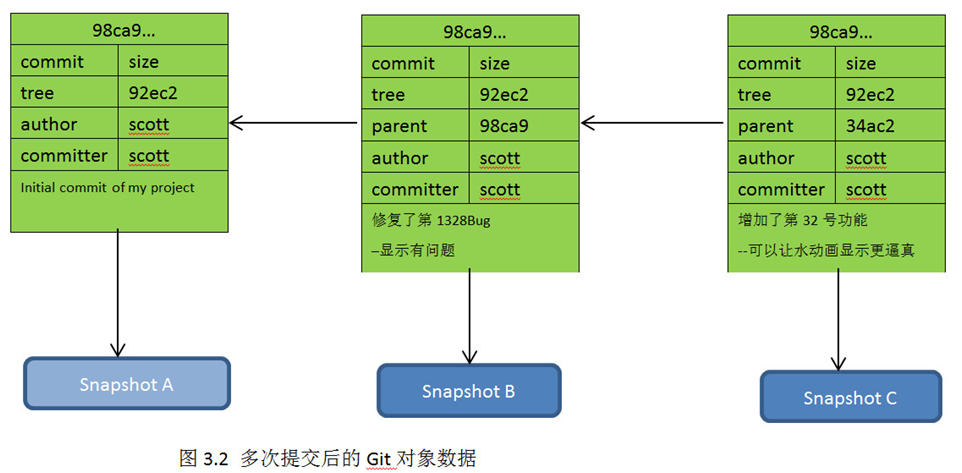 98ca9...
commit size
tree 92ec2
author scott
committer scott
Initial commit of my project
Snapshot A
98ca9...
commit size
tree 92ec2
parent 98ca9
author scott
committer scott
修复了第 1328Bug
–显示有问题
Snapshot B
98ca9...
commit size
tree 92ec2
parent 34ac2
author scott
committer scott
增加了第 32 号功能
--可以让水动画显示更逼真
Snapshot C
图 3.2 多次提交后的 Git 对象数据